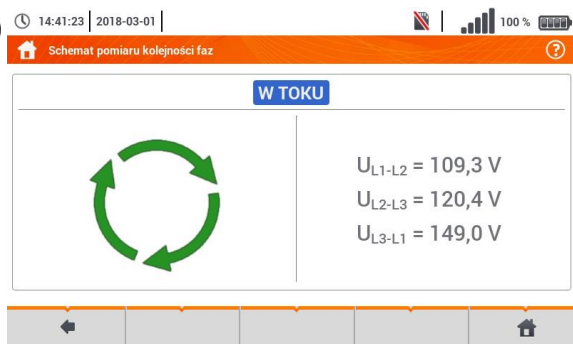 14:41:23 2018-03-01 100 %
Schemat pomiaru kolejności faz ?
W TOKU
UL1-L2 = 109,3 V
UL2-L3 = 120,4 V
UL3-L1 = 149,0 V